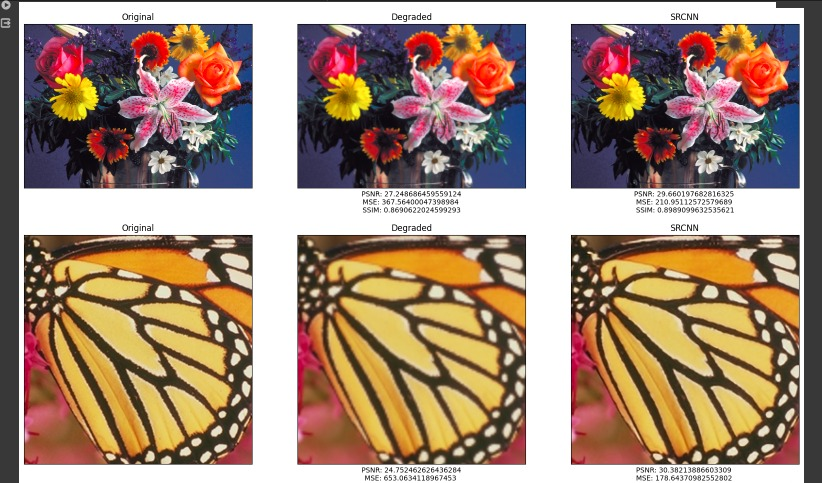 Original Degraded SRCNN
PSNR: 27.248686459559124 PSNR: 29.660197682816325
MSE: 367.56400047398984 MSE: 210.95112572579689
SSIM: 0.8690622024599293 SSIM: 0.8989099632535621
Original Degraded SRCNN
PSNR: 24.752462626436284 PSNR: 30.38213886603309
MSE: 653.0634118967453 MSE: 178.64370982552802